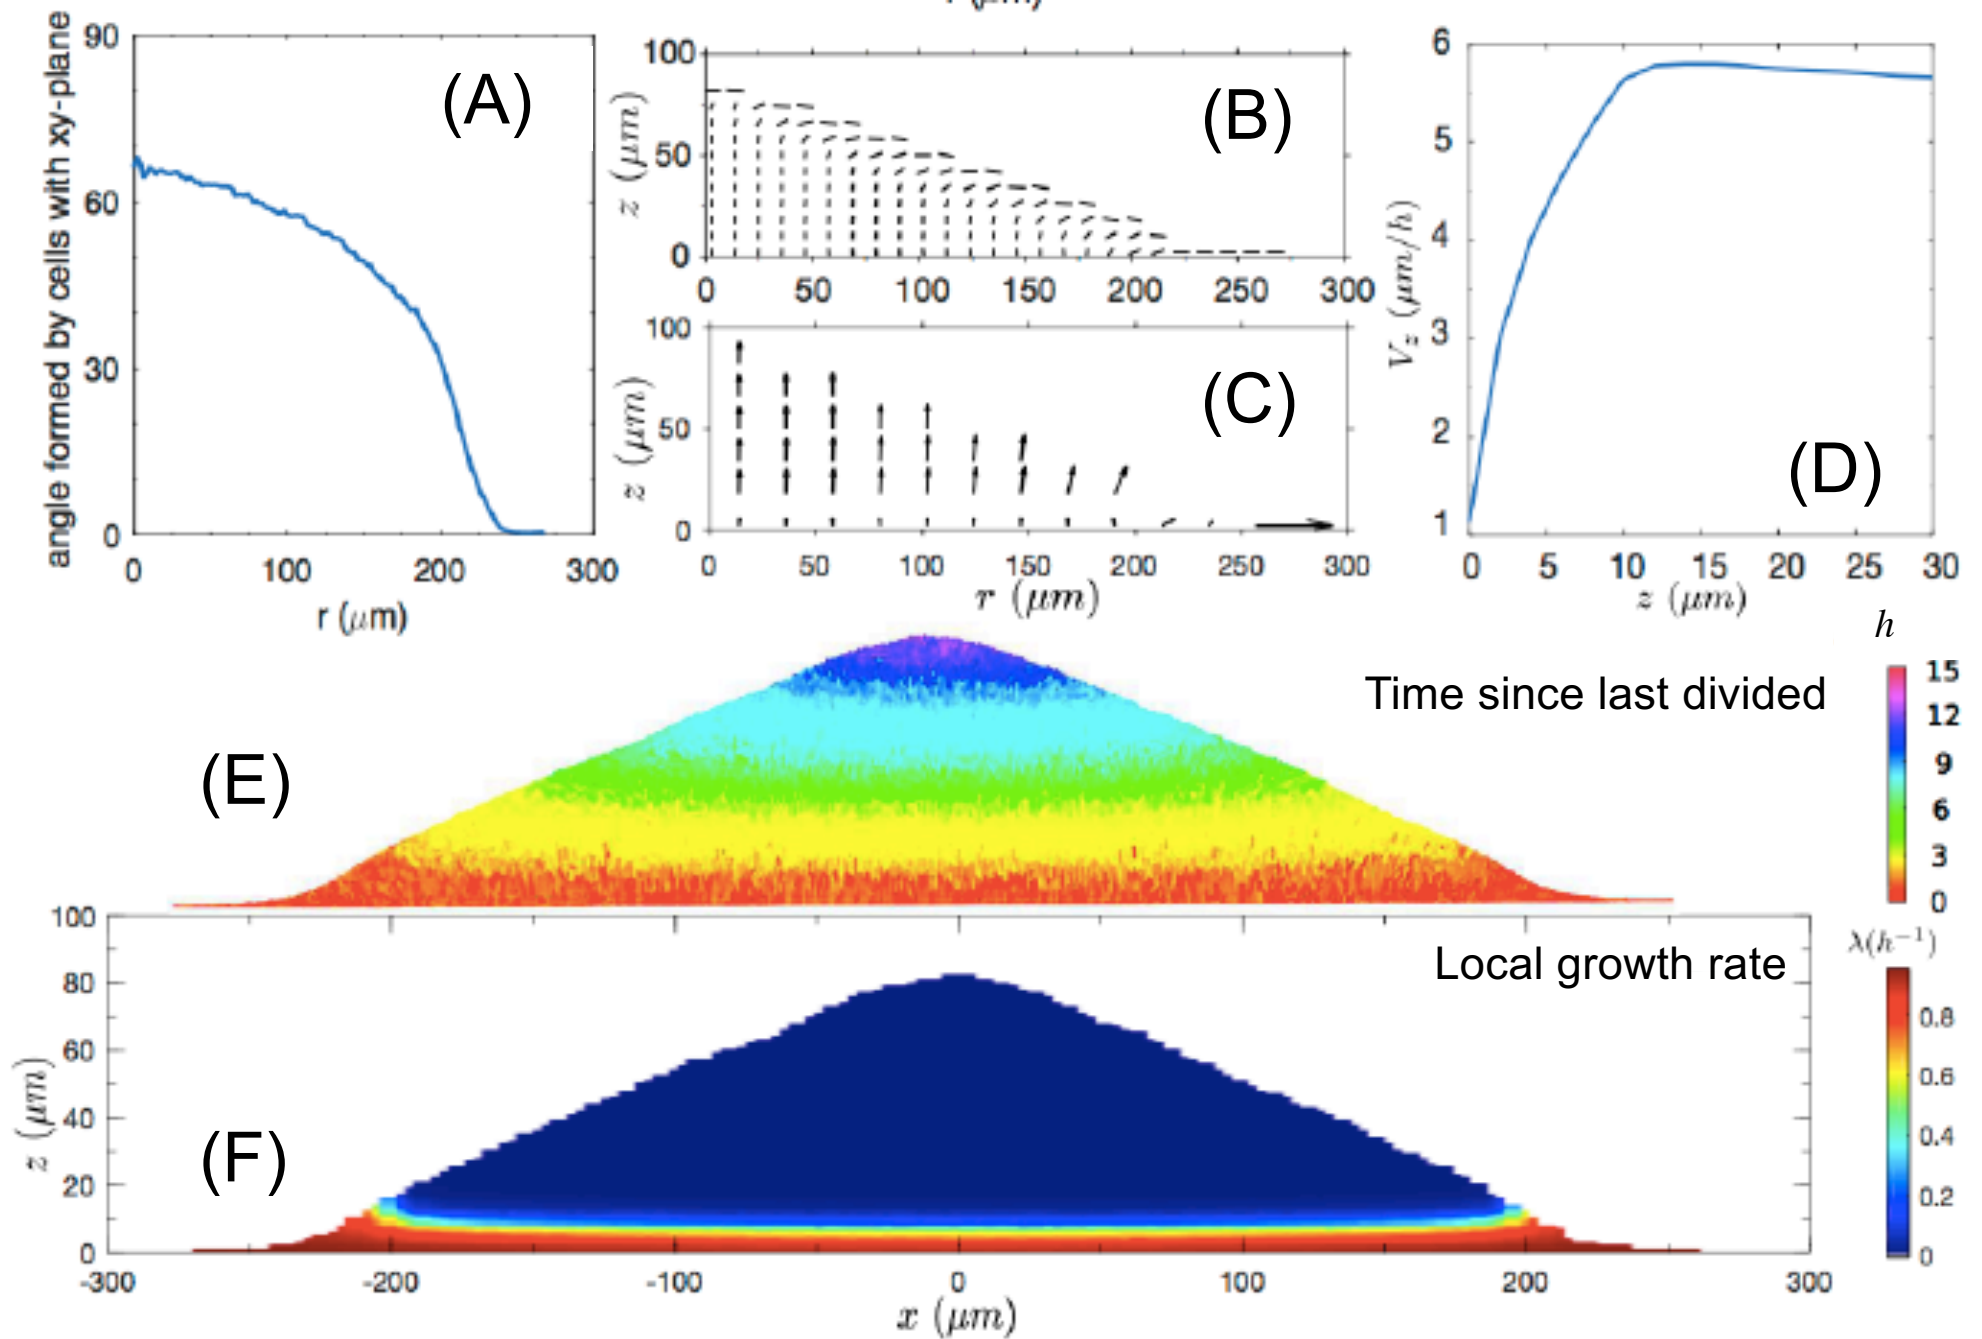 r (μm)
angle formed by cells with xy-plane
90
60
30
0
0 100 200 300
r (μm)
(A)
z (μm)
100
50
0
0 50 100 150 200 250 300
(B)
z (μm)
100
50
0
0 50 100 150 200 250 300
r (μm)
(C)
V_z (μm/h)
6
5
4
3
2
1
0 5 10 15 20 25 30
z (μm)
(D)
(E)
Time since last divided
h
15
12
9
6
3
0
(F)
Local growth rate
λ(h⁻¹)
0.8
0.6
0.4
0.2
0
z (μm)
100
80
60
40
20
0
-300 -200 -100 0 100 200 300
x (μm)